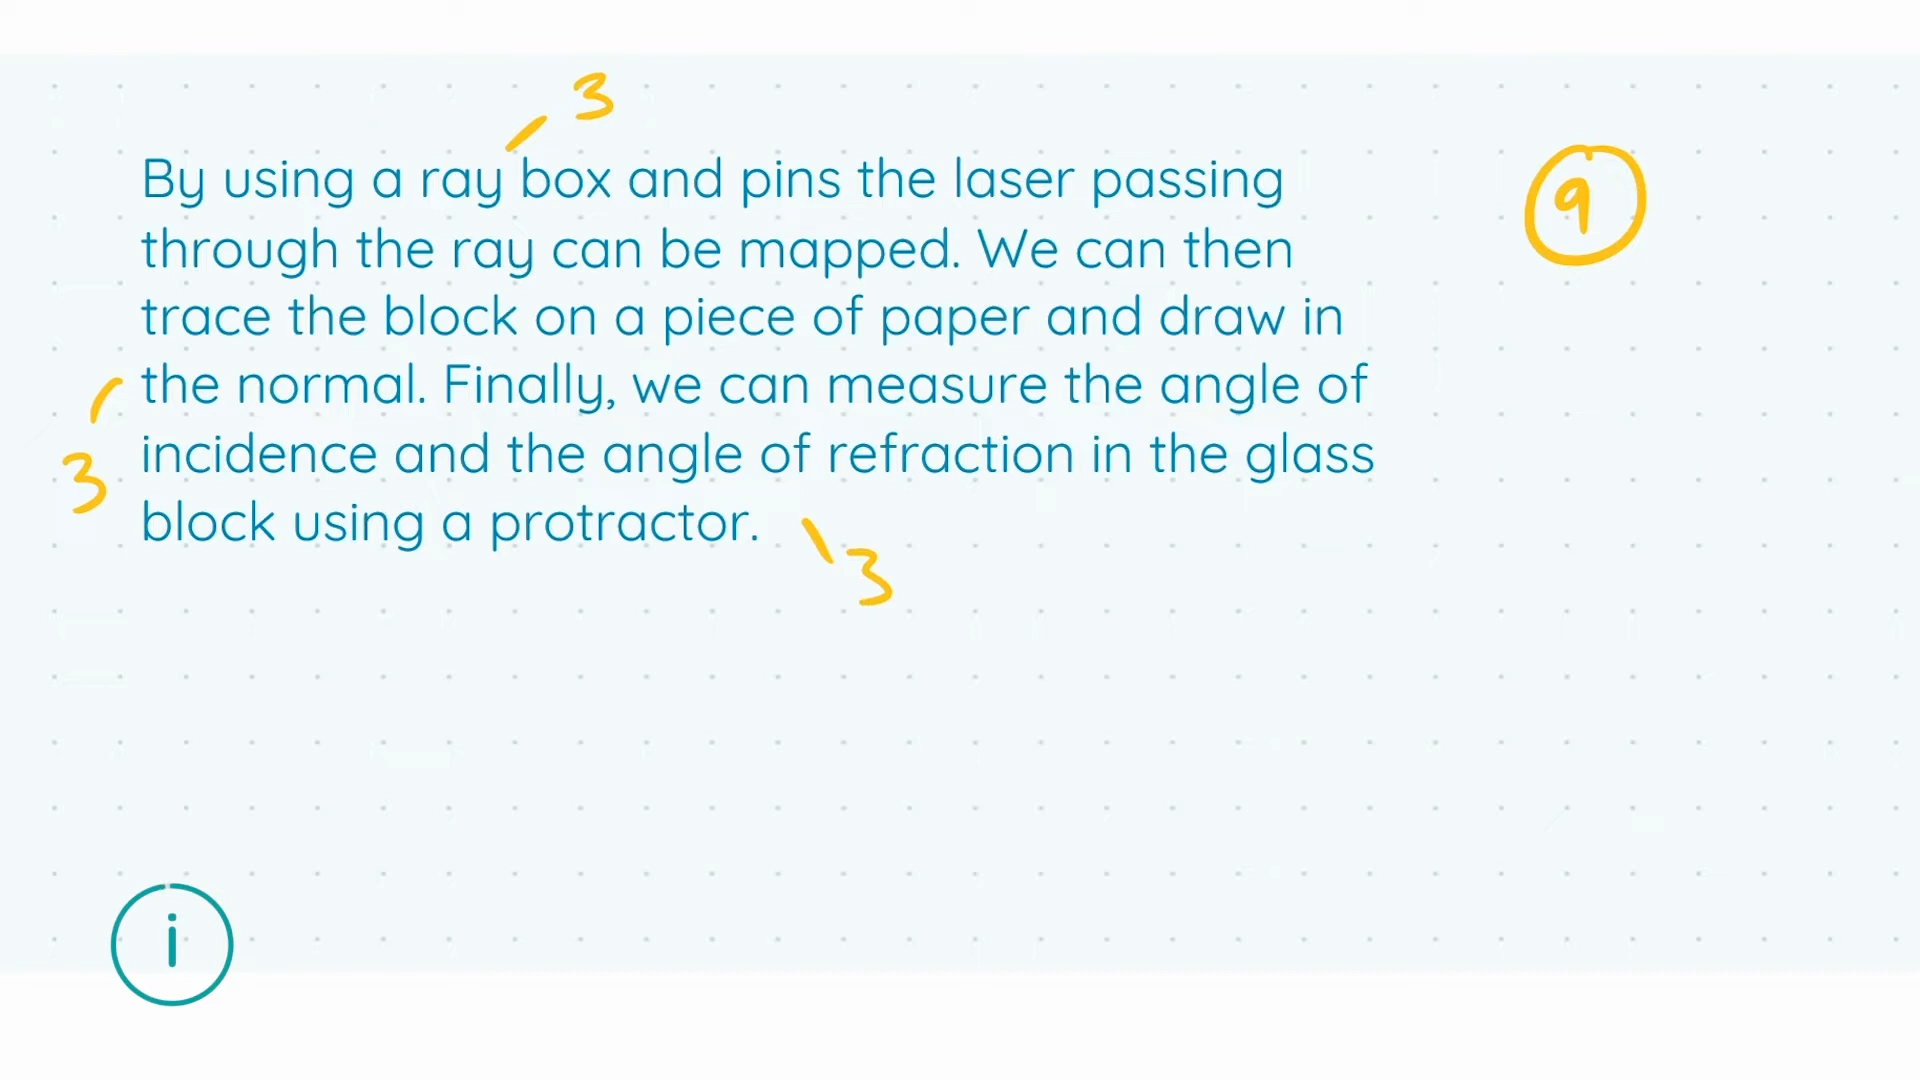 3
By using a ray box and pins the laser passing
9
through the ray can be mapped. We can then
trace the block on a piece of paper and draw in
the normal. Finally, we can measure the angle of
incidence and the angle of refraction in the glass
3
block using a protractor.
3
i